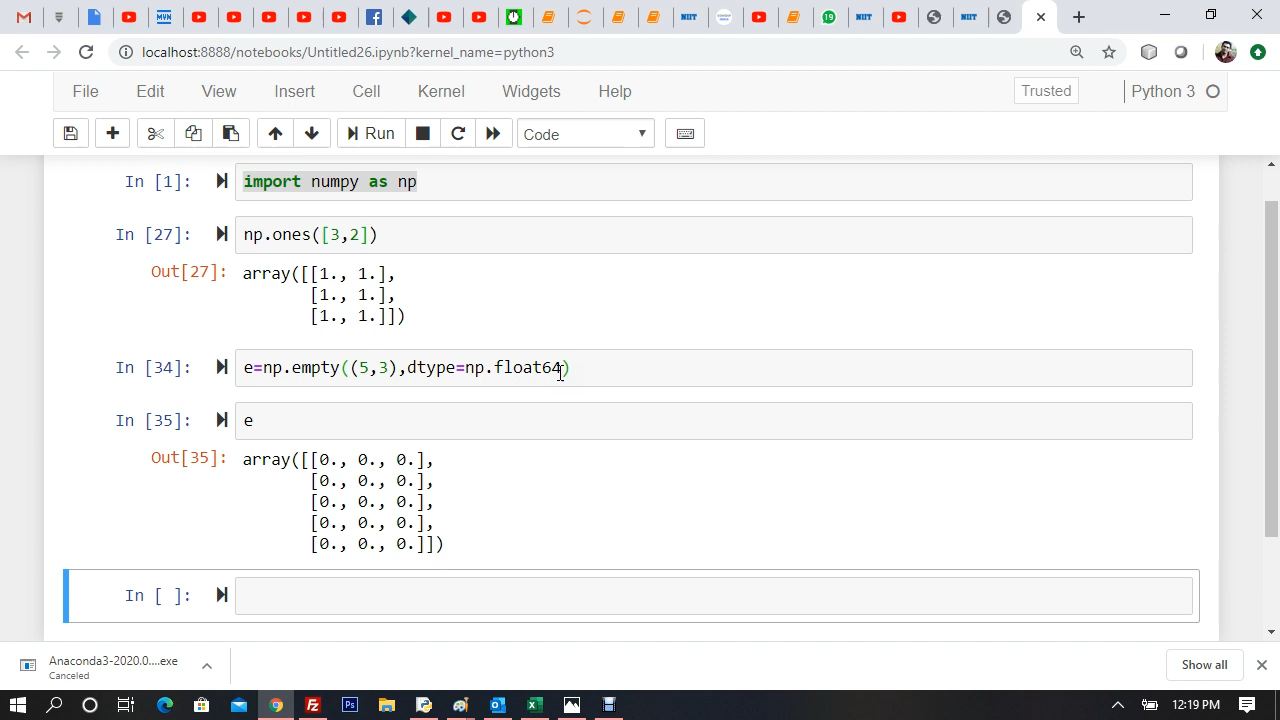 localhost:8888/notebooks/Untitled26.ipynb?kernel_name=python3
File Edit View Insert Cell Kernel Widgets Help Trusted Python 3
Run Code
In [1]: import numpy as np
In [27]: np.ones([3,2])
Out[27]: array([[1., 1.],
[1., 1.],
[1., 1.]])
In [34]: e=np.empty((5,3),dtype=np.float64)
In [35]: e
Out[35]: array([[0., 0., 0.],
[0., 0., 0.],
[0., 0., 0.],
[0., 0., 0.],
[0., 0., 0.]])
In [ ]:
Anaconda3-2020.0....exe
Canceled
Show all
12:19 PM